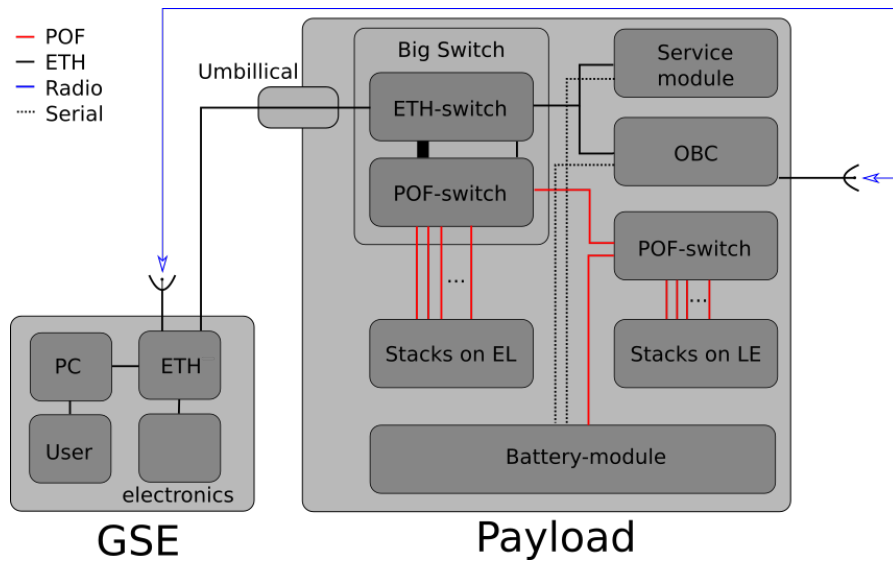 POF
ETH
Radio
Serial
Umbillical
Big Switch
ETH-switch
POF-switch
...
Stacks on EL
Service
module
OBC
POF-switch
...
Stacks on LE
Battery-module
PC
ETH
User
electronics
GSE
Payload